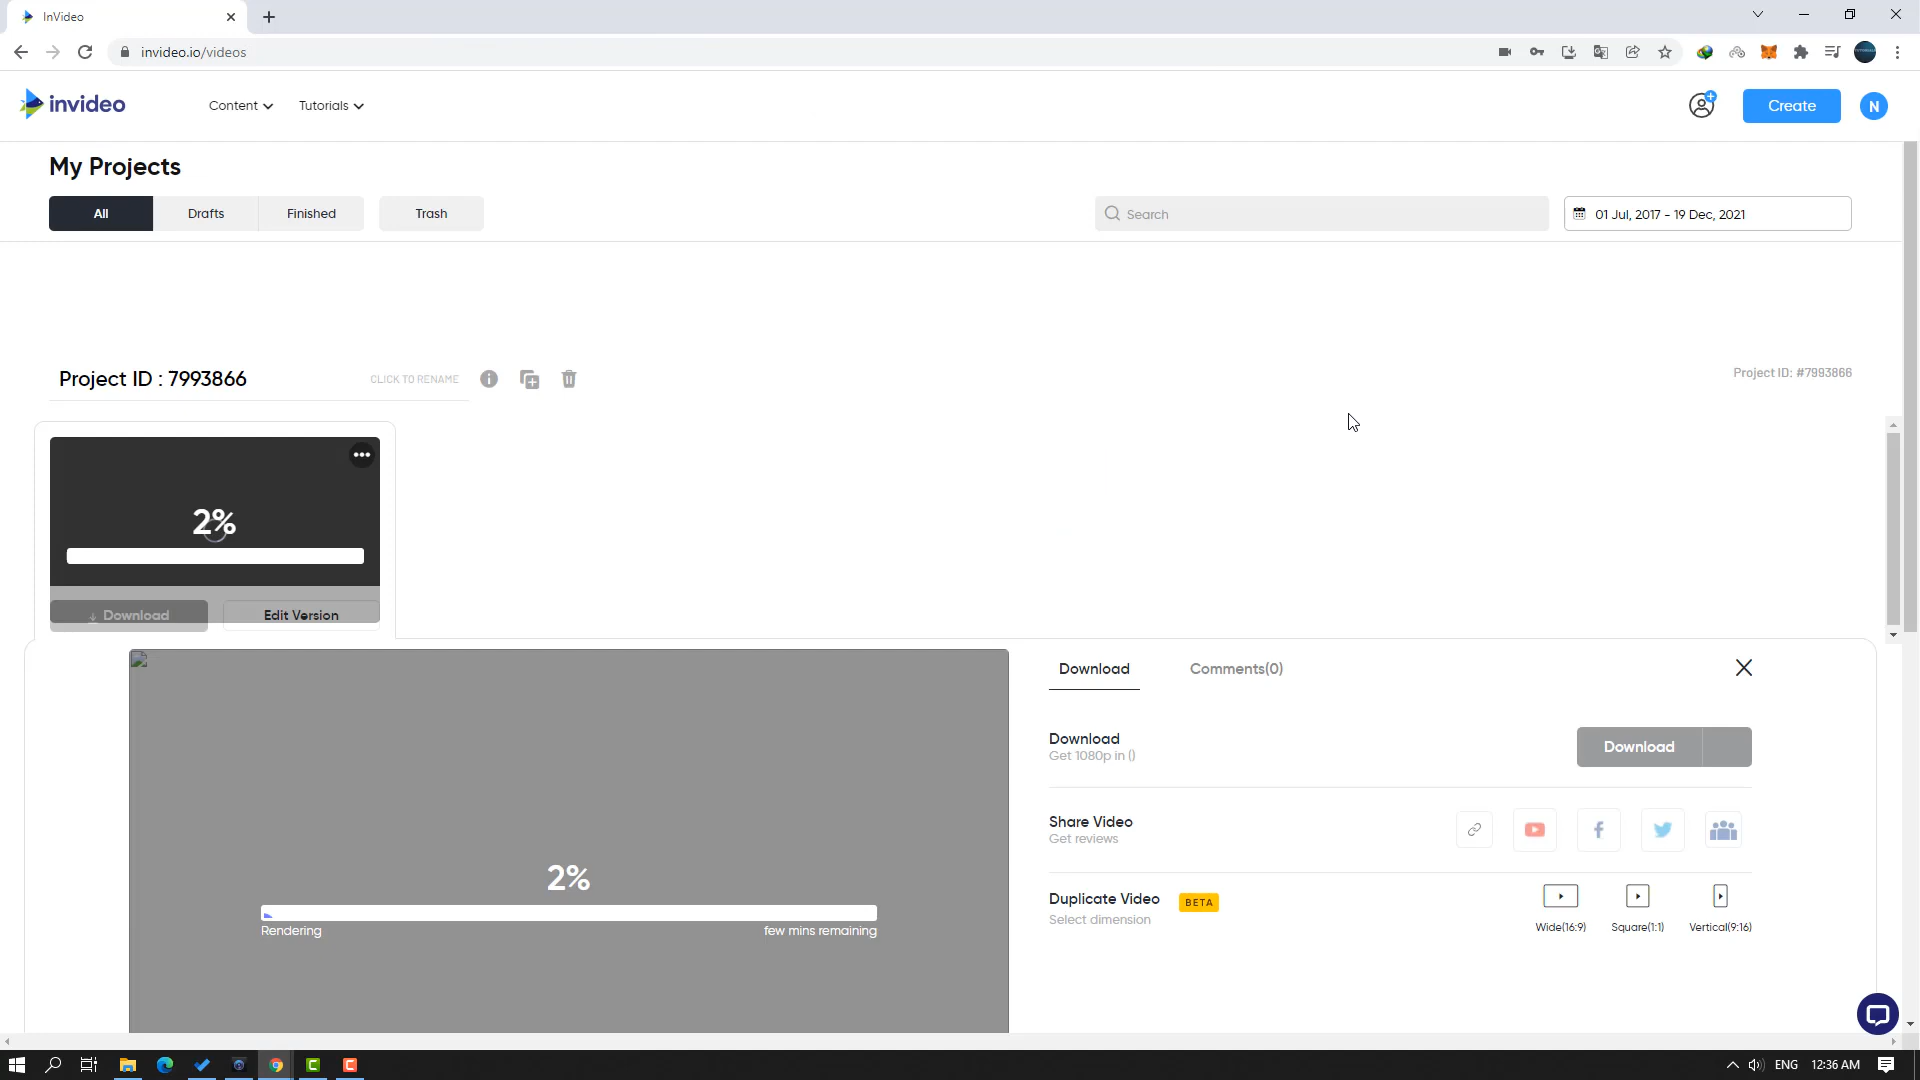 InVideo
invideo.io/videos
invideo
Content
Tutorials
Create
N
My Projects
All
Drafts
Finished
Trash
Search
01 Jul, 2017 - 19 Dec, 2021
Project ID : 7993866
CLICK TO RENAME
Project ID: #7993866
2%
Download
Edit Version
Download
Comments(0)
Download
Get 1080p in ()
Download
Share Video
Get reviews
2%
Rendering
few mins remaining
Duplicate Video
BETA
Select dimension
Wide(16:9)
Square(1:1)
Vertical(9:16)
ENG
12:36 AM